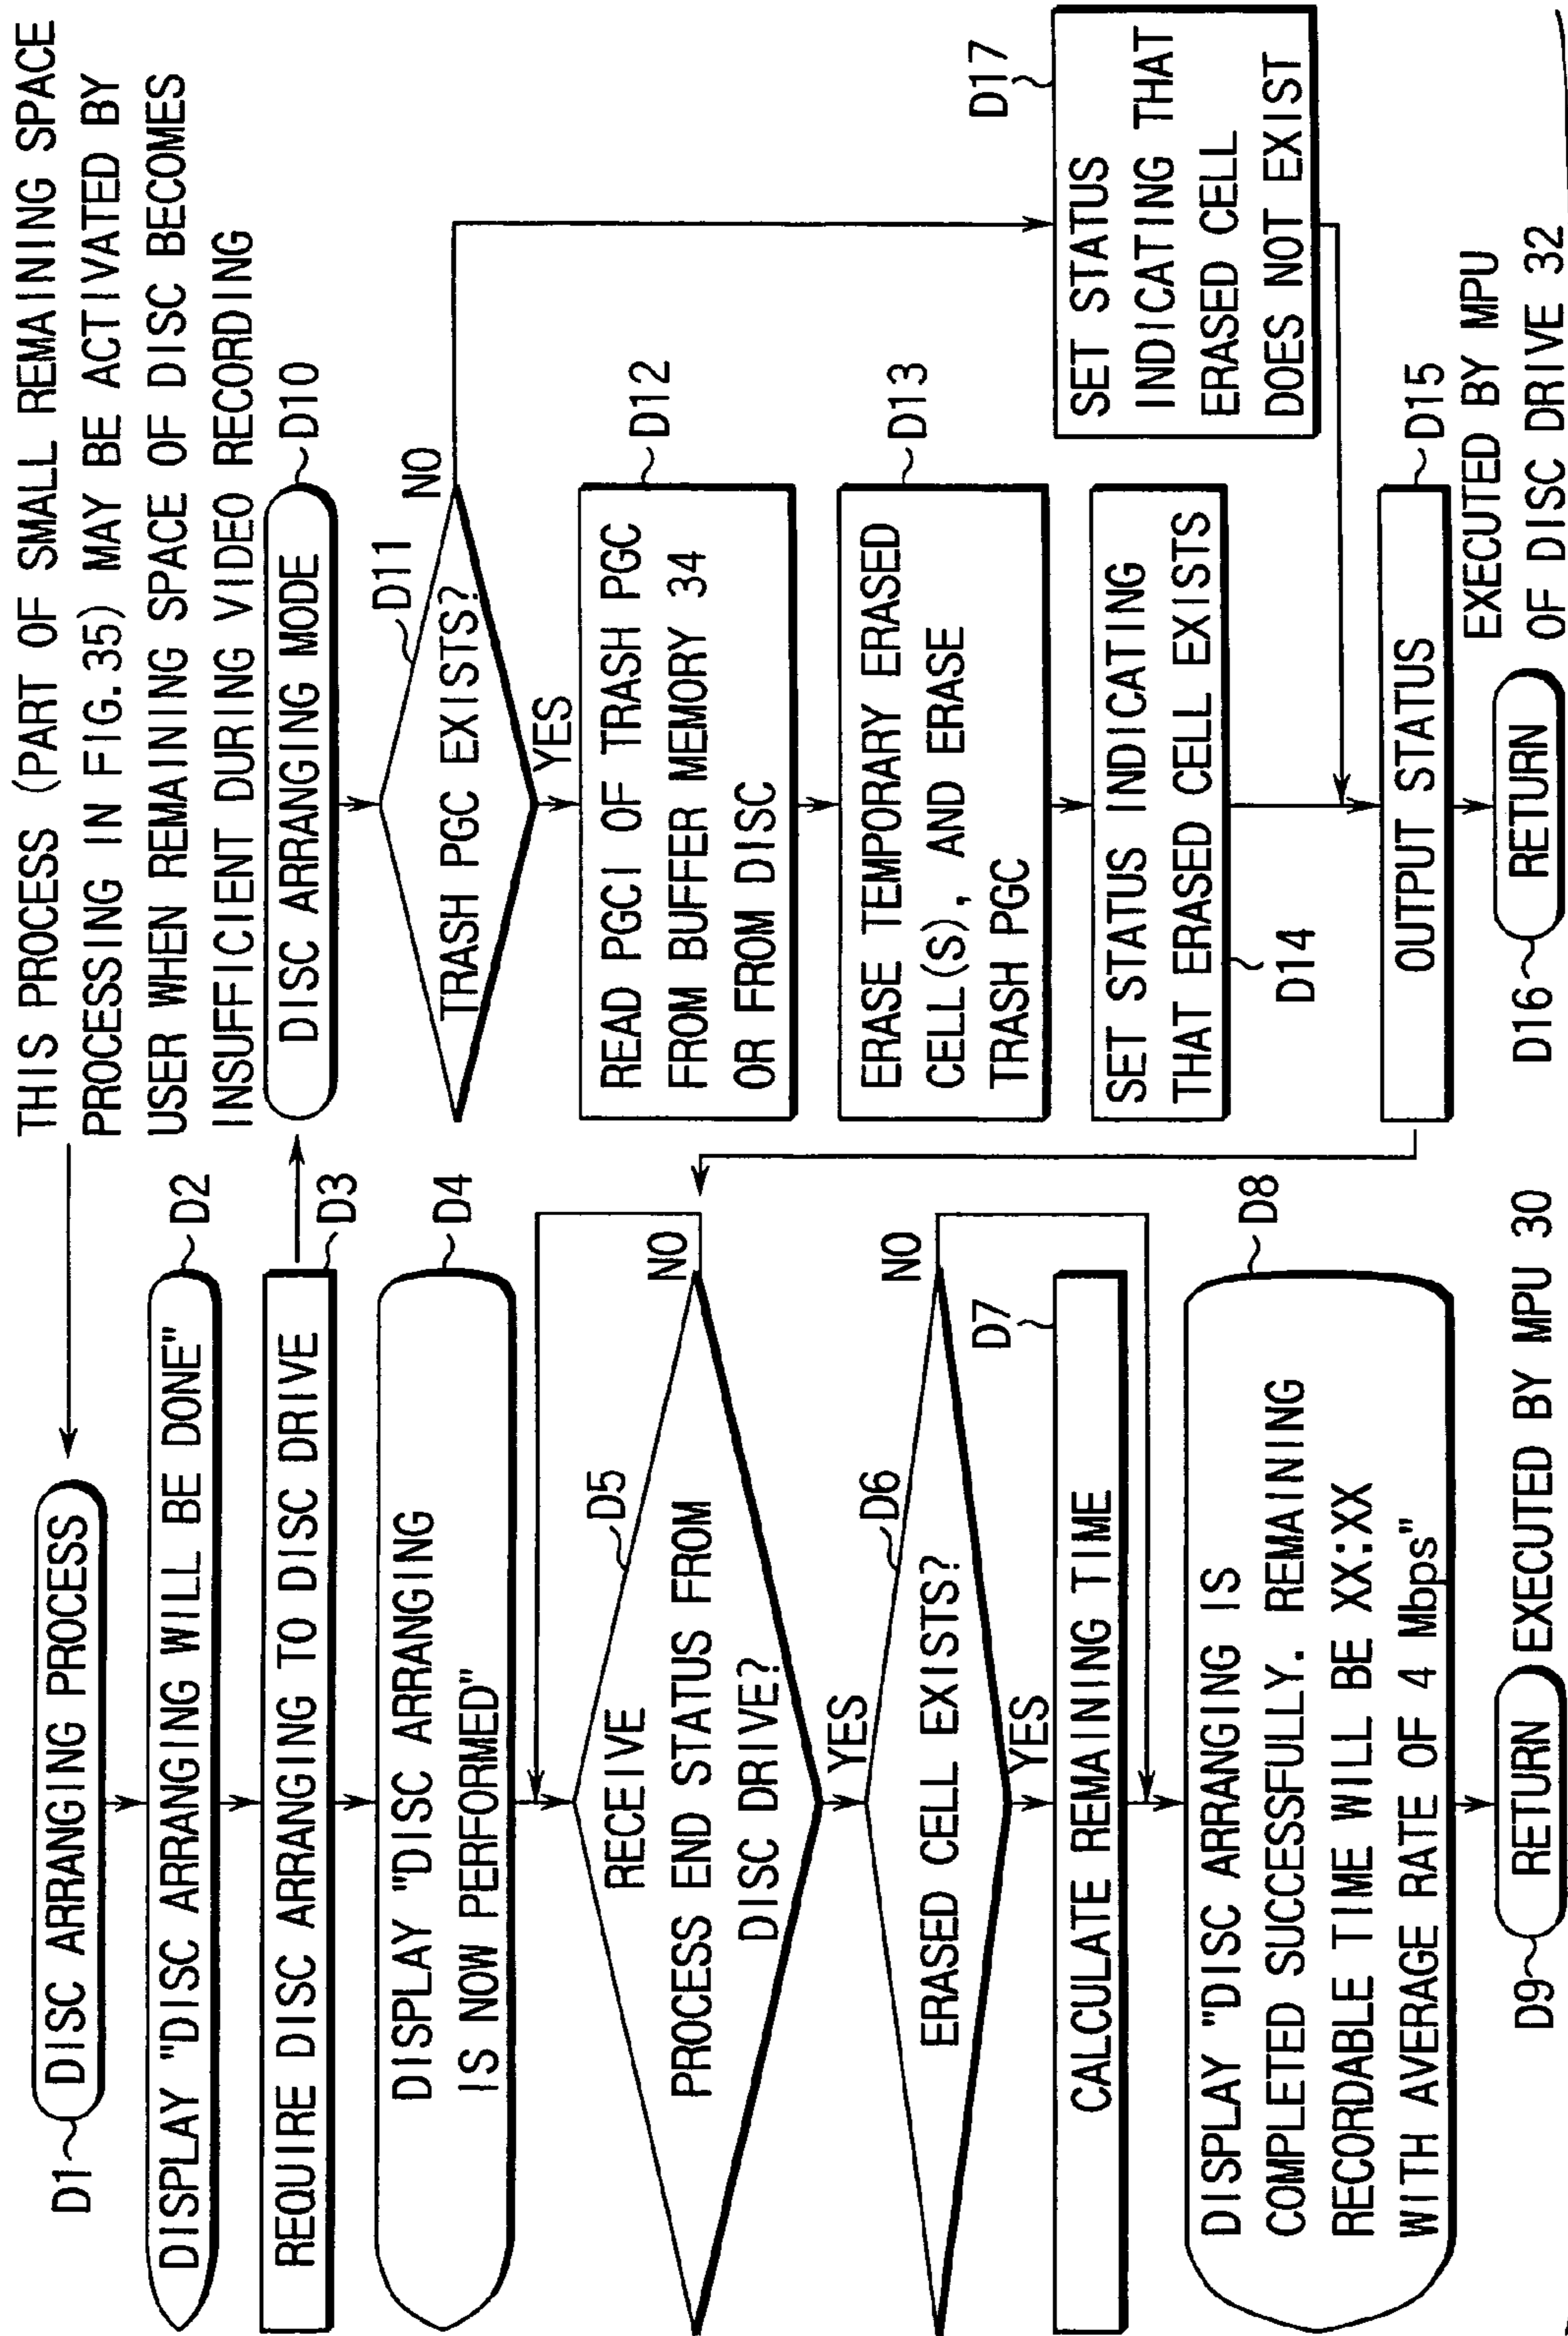 THIS PROCESS (PART OF SMALL REMAINING SPACE
PROCESSING IN FIG.35) MAY BE ACTIVATED BY
USER WHEN REMAINING SPACE OF DISC BECOMES
INSUFFICIENT DURING VIDEO RECORDING
D1
DISC ARRANGING PROCESS
DISPLAY "DISC ARRANGING WILL BE DONE"
D2
REQUIRE DISC ARRANGING TO DISC DRIVE
D3
DISPLAY "DISC ARRANGING
IS NOW PERFORMED"
D4
RECEIVE
PROCESS END STATUS FROM
DISC DRIVE?
D5
NO
YES
ERASED CELL EXISTS?
D6
NO
YES
CALCULATE REMAINING TIME
D7
DISPLAY "DISC ARRANGING IS
COMPLETED SUCCESSFULLY. REMAINING
RECORDABLE TIME WILL BE XX:XX
WITH AVERAGE RATE OF 4 Mbps"
D8
D9
RETURN
EXECUTED BY MPU 30
DISC ARRANGING MODE
D10
TRASH PGC EXISTS?
D11
NO
YES
READ PGCI OF TRASH PGC
FROM BUFFER MEMORY 34
OR FROM DISC
D12
ERASE TEMPORARY ERASED
CELL(S), AND ERASE
TRASH PGC
D13
SET STATUS INDICATING
THAT ERASED CELL EXISTS
D14
SET STATUS
INDICATING THAT
ERASED CELL
DOES NOT EXIST
D17
OUTPUT STATUS
D15
D16
RETURN
EXECUTED BY MPU
OF DISC DRIVE 32